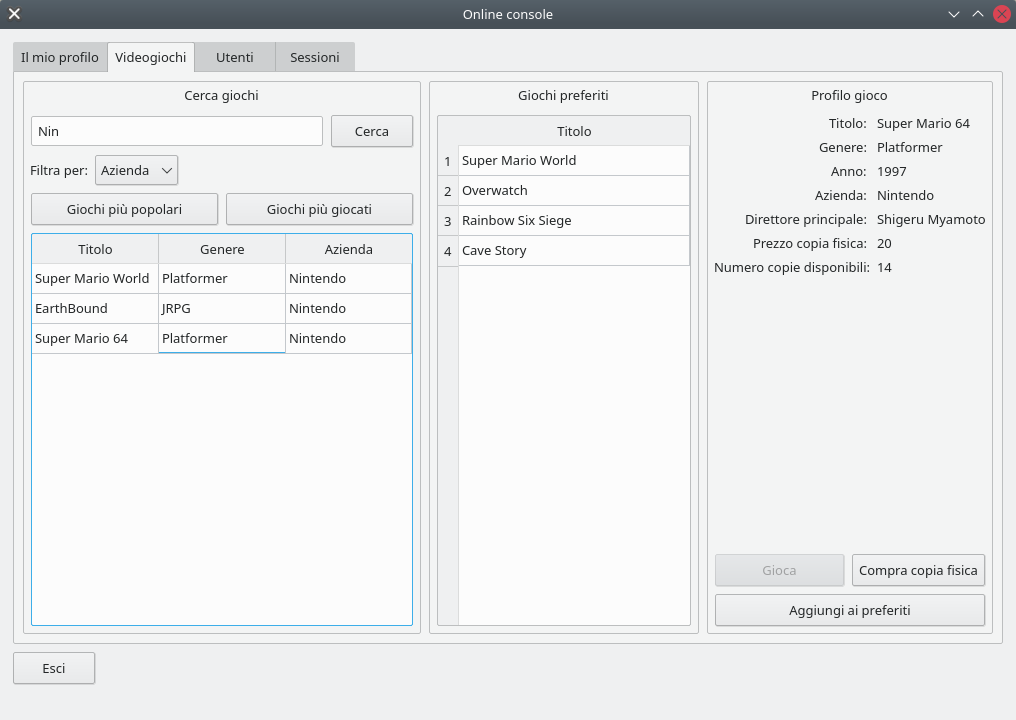 Online console
Il mio profilo Videogiochi Utenti Sessioni
Cerca giochi
Nin Cerca
Filtra per: Azienda
Giochi più popolari Giochi più giocati
Titolo Genere Azienda
Super Mario World Platformer Nintendo
EarthBound JRPG Nintendo
Super Mario 64 Platformer Nintendo
Giochi preferiti
Titolo
1 Super Mario World
2 Overwatch
3 Rainbow Six Siege
4 Cave Story
Profilo gioco
Titolo: Super Mario 64
Genere: Platformer
Anno: 1997
Azienda: Nintendo
Direttore principale: Shigeru Myamoto
Prezzo copia fisica: 20
Numero copie disponibili: 14
Gioca Compra copia fisica
Aggiungi ai preferiti
Esci